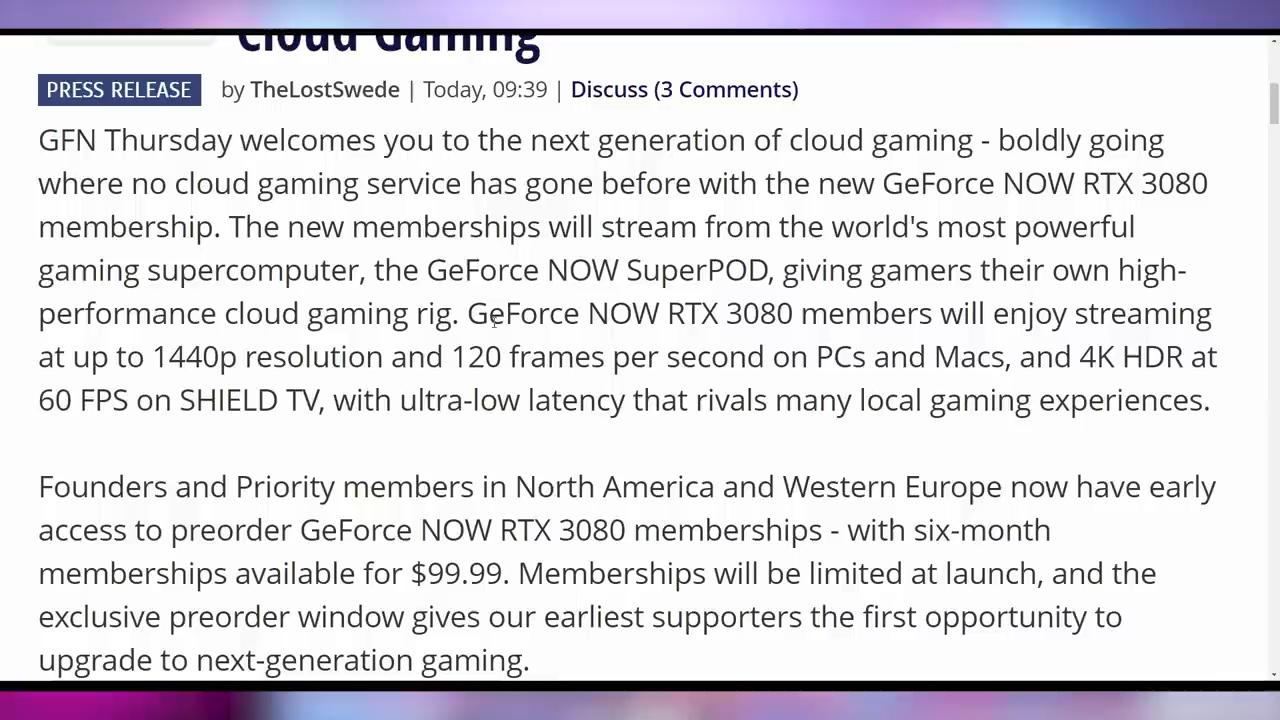 Cloud Gaming
PRESS RELEASE by TheLostSwede | Today, 09:39 | Discuss (3 Comments)
GFN Thursday welcomes you to the next generation of cloud gaming - boldly going
where no cloud gaming service has gone before with the new GeForce NOW RTX 3080
membership. The new memberships will stream from the world's most powerful
gaming supercomputer, the GeForce NOW SuperPOD, giving gamers their own high-
performance cloud gaming rig. GeForce NOW RTX 3080 members will enjoy streaming
at up to 1440p resolution and 120 frames per second on PCs and Macs, and 4K HDR at
60 FPS on SHIELD TV, with ultra-low latency that rivals many local gaming experiences.
Founders and Priority members in North America and Western Europe now have early
access to preorder GeForce NOW RTX 3080 memberships - with six-month
memberships available for $99.99. Memberships will be limited at launch, and the
exclusive preorder window gives our earliest supporters the first opportunity to
upgrade to next-generation gaming.